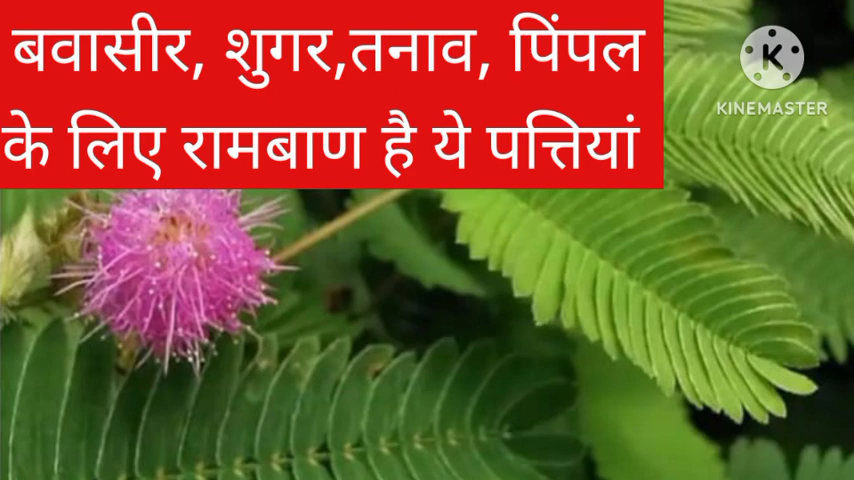 बवासीर, शुगर,तनाव, पिंपल
के लिए रामबाण है ये पत्तियां
KINEMASTER